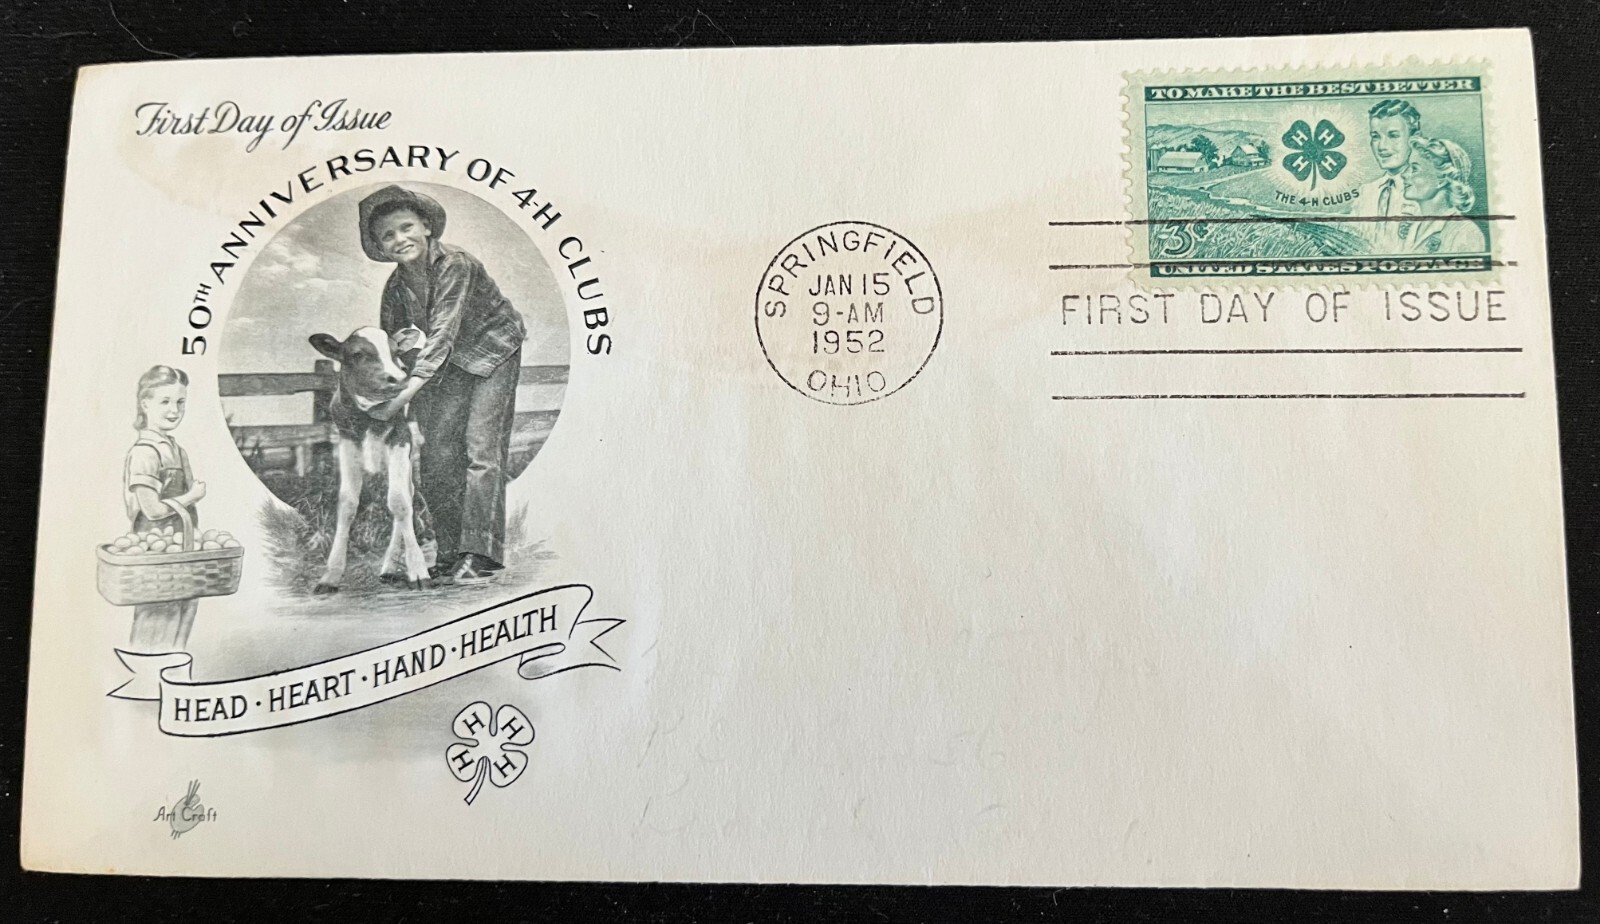 First Day of Issue
50TH ANNIVERSARY OF 4-H CLUBS
HEAD · HEART · HAND · HEALTH
H H
H H
Art Craft
SPRINGFIELD
JAN 15
9-AM
1952
OHIO
TO MAKE THE BEST BETTER
H H
H H
THE 4-H CLUBS
3¢
UNITED STATES POSTAGE
FIRST DAY OF ISSUE